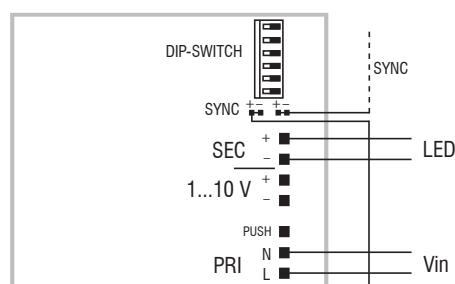 DIP-SWITCH
SYNC
SYNC + - + -
SEC + LED
-
1...10 V +
-
PUSH
PRI N Vin
L